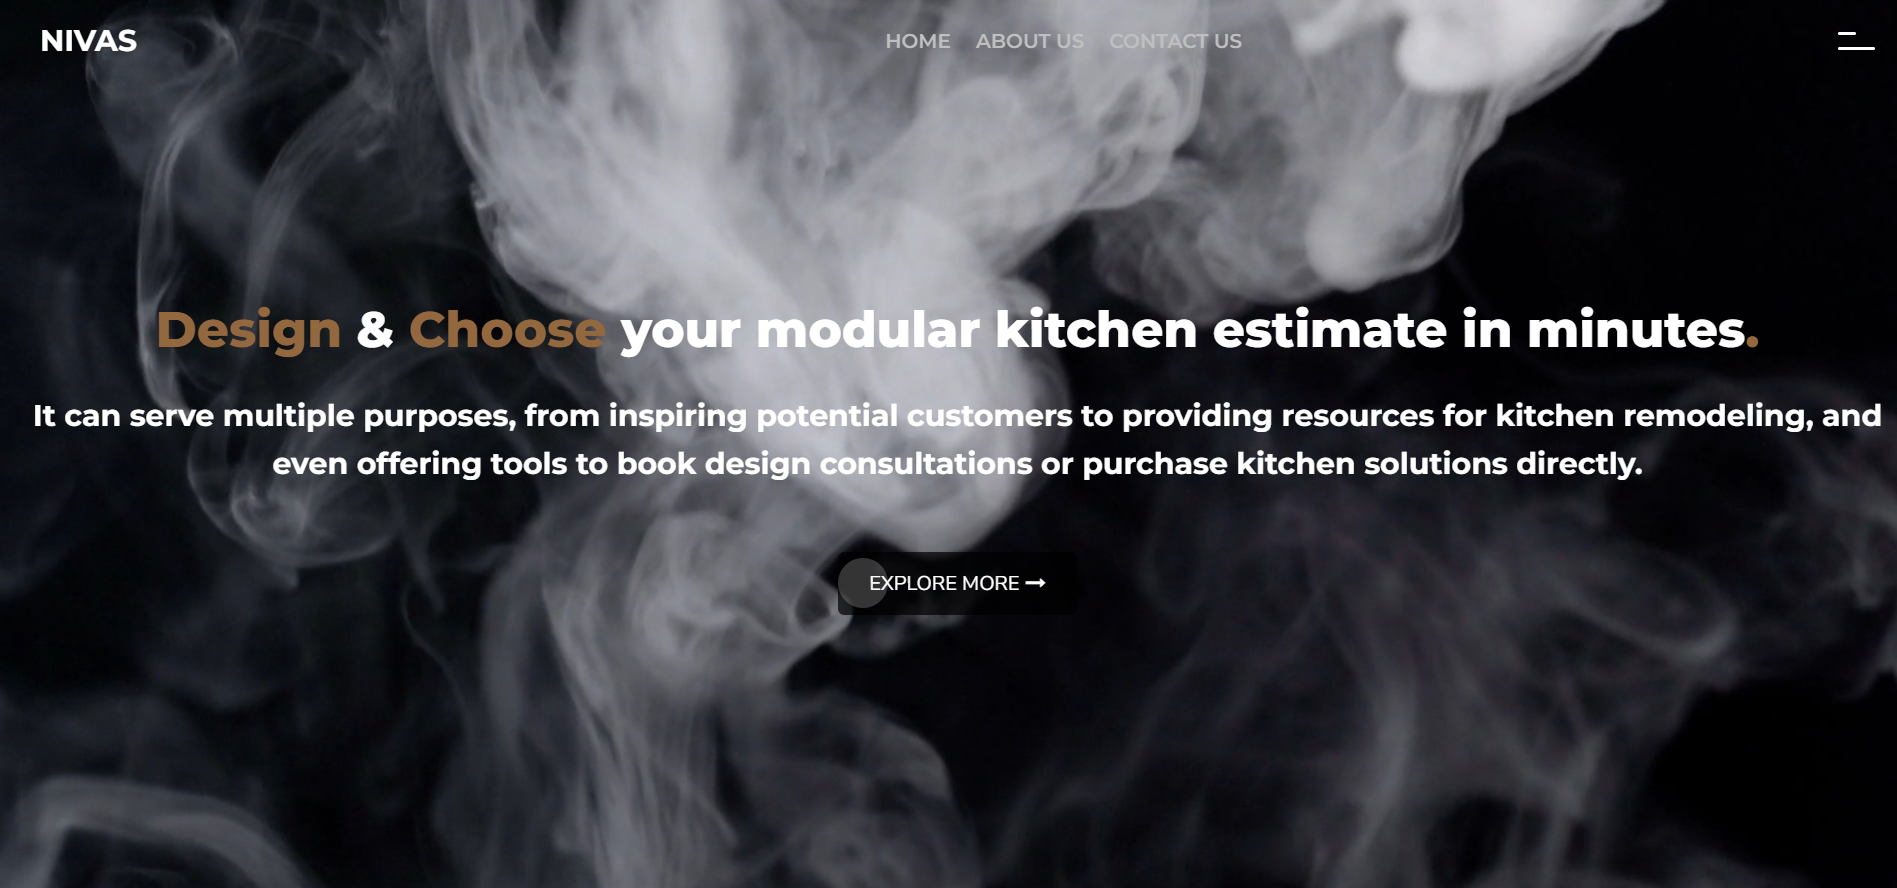 NIVAS
HOME ABOUT US CONTACT US
Design & Choose your modular kitchen estimate in minutes.
It can serve multiple purposes, from inspiring potential customers to providing resources for kitchen remodeling, and
even offering tools to book design consultations or purchase kitchen solutions directly.
EXPLORE MORE